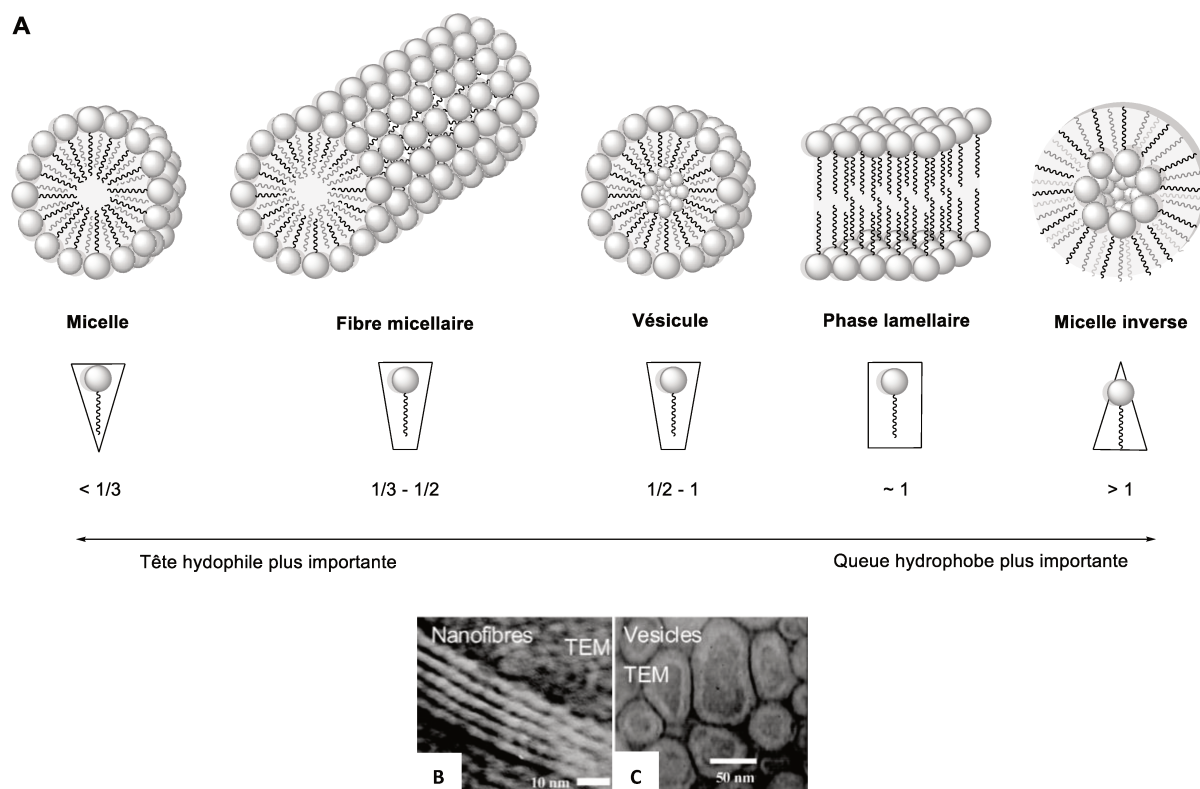 A
Micelle
Fibre micellaire
Vésicule
Phase lamellaire
Micelle inverse
< 1/3
1/3 - 1/2
1/2 - 1
~ 1
> 1
Tête hydophile plus importante
Queue hydrophobe plus importante
Nanofibres
TEM
B
10 nm
Vesicles
TEM
C
50 nm